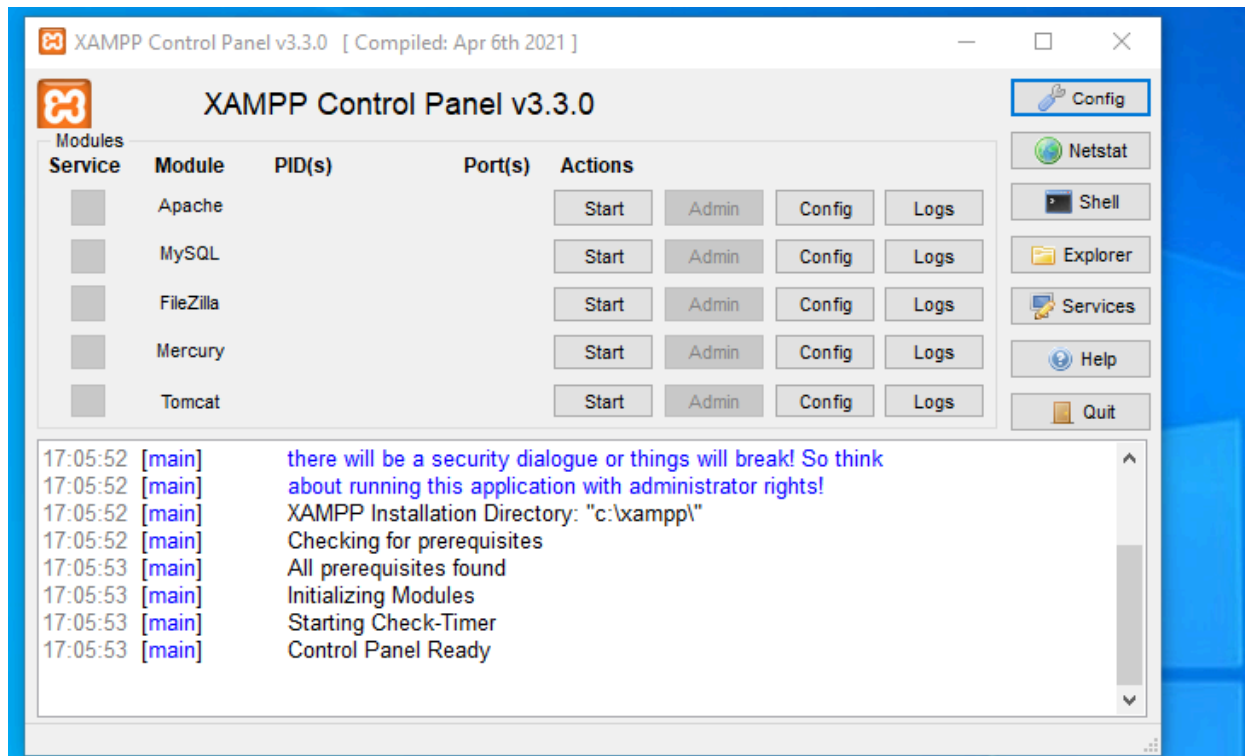 XAMPP Control Panel v3.3.0 [ Compiled: Apr 6th 2021 ]
XAMPP Control Panel v3.3.0
Config
Modules
Netstat
Service Module PID(s) Port(s) Actions
Apache Start Admin Config Logs
Shell
MySQL Start Admin Config Logs
Explorer
FileZilla Start Admin Config Logs
Services
Mercury Start Admin Config Logs
Help
Tomcat Start Admin Config Logs
Quit
17:05:52 [main] there will be a security dialogue or things will break! So think
17:05:52 [main] about running this application with administrator rights!
17:05:52 [main] XAMPP Installation Directory: "c:\xampp\"
17:05:52 [main] Checking for prerequisites
17:05:53 [main] All prerequisites found
17:05:53 [main] Initializing Modules
17:05:53 [main] Starting Check-Timer
17:05:53 [main] Control Panel Ready